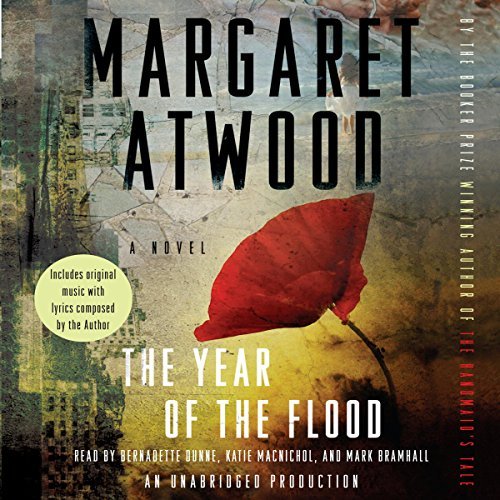 MARGARET
ATWOOD
A NOVEL
BY THE BOOKER PRIZE WINNING AUTHOR OF THE HANDMAID'S TALE
Includes original
music with
lyrics composed
by the Author
THE YEAR
OF THE FLOOD
READ BY BERNADETTE DUNNE, KATIE MACNICHOL, AND MARK BRAMHALL
AN UNABRIDGED PRODUCTION